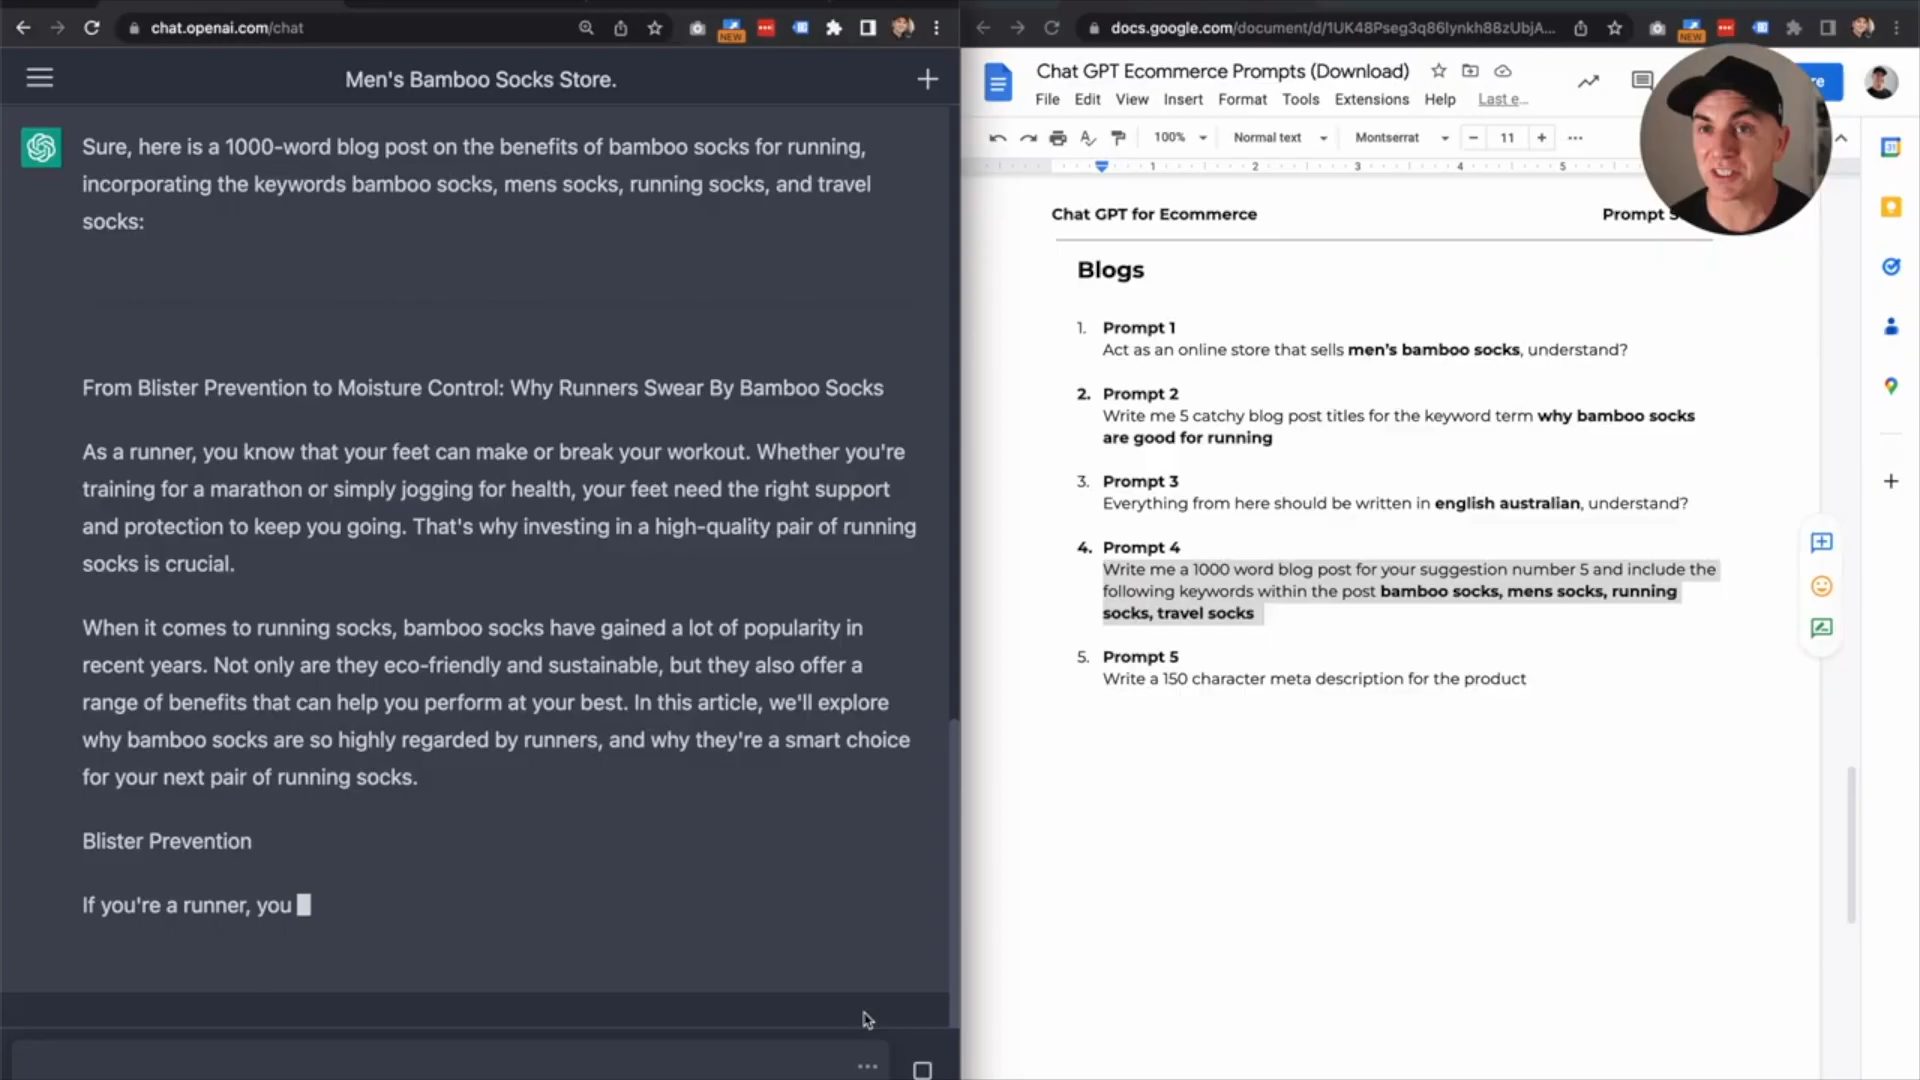 chat.openai.com/chat
NEW
Men's Bamboo Socks Store.
Sure, here is a 1000-word blog post on the benefits of bamboo socks for running,
incorporating the keywords bamboo socks, mens socks, running socks, and travel
socks:
From Blister Prevention to Moisture Control: Why Runners Swear By Bamboo Socks
As a runner, you know that your feet can make or break your workout. Whether you're
training for a marathon or simply jogging for health, your feet need the right support
and protection to keep you going. That's why investing in a high-quality pair of running
socks is crucial.
When it comes to running socks, bamboo socks have gained a lot of popularity in
recent years. Not only are they eco-friendly and sustainable, but they also offer a
range of benefits that can help you perform at your best. In this article, we'll explore
why bamboo socks are so highly regarded by runners, and why they're a smart choice
for your next pair of running socks.
Blister Prevention
If you're a runner, you
docs.google.com/document/d/1UK48Pseg3q86lynkh88zUbjA...
NEW
Chat GPT Ecommerce Prompts (Download)
File Edit View Insert Format Tools Extensions Help Last e...
100% Normal text Montserrat − 11 +
1 2 3 4 5
31
Chat GPT for Ecommerce Prompt
Blogs
1. Prompt 1
Act as an online store that sells men's bamboo socks, understand?
2. Prompt 2
Write me 5 catchy blog post titles for the keyword term why bamboo socks
are good for running
3. Prompt 3
Everything from here should be written in english australian, understand?
4. Prompt 4
Write me a 1000 word blog post for your suggestion number 5 and include the
following keywords within the post bamboo socks, mens socks, running
socks, travel socks
5. Prompt 5
Write a 150 character meta description for the product